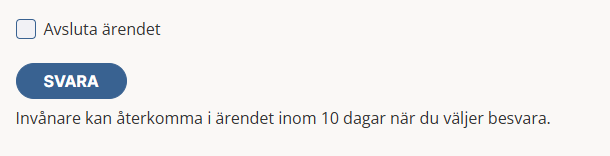 Avsluta ärendet
SVARA
Invånare kan återkomma i ärendet inom 10 dagar när du väljer besvara.